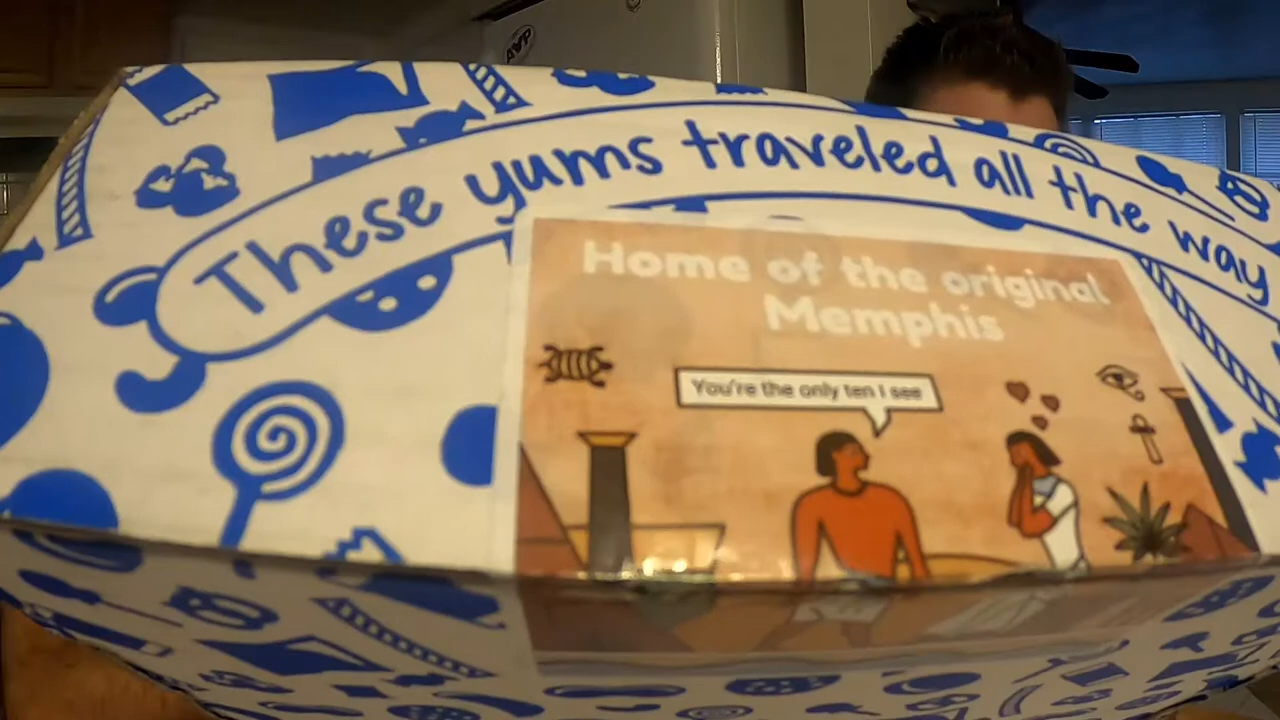 These yums traveled all the way
Home of the original
Memphis
You're the only ten I see